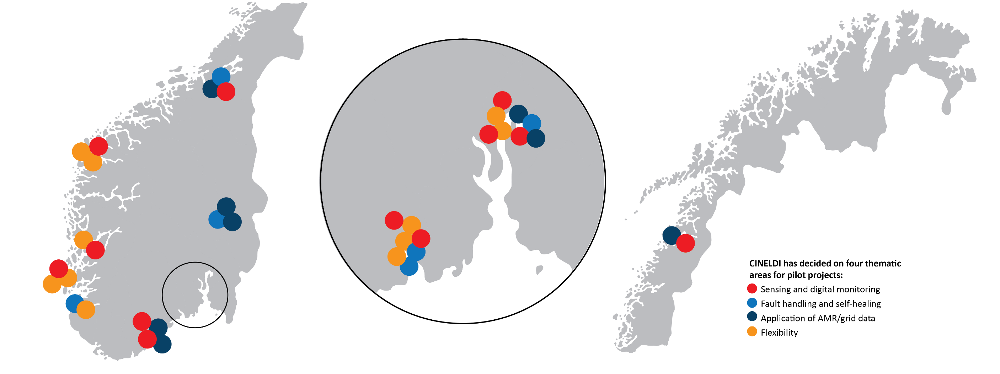 CINELDI has decided on four thematic
areas for pilot projects:
Sensing and digital monitoring
Fault handling and self-healing
Application of AMR/grid data
Flexibility